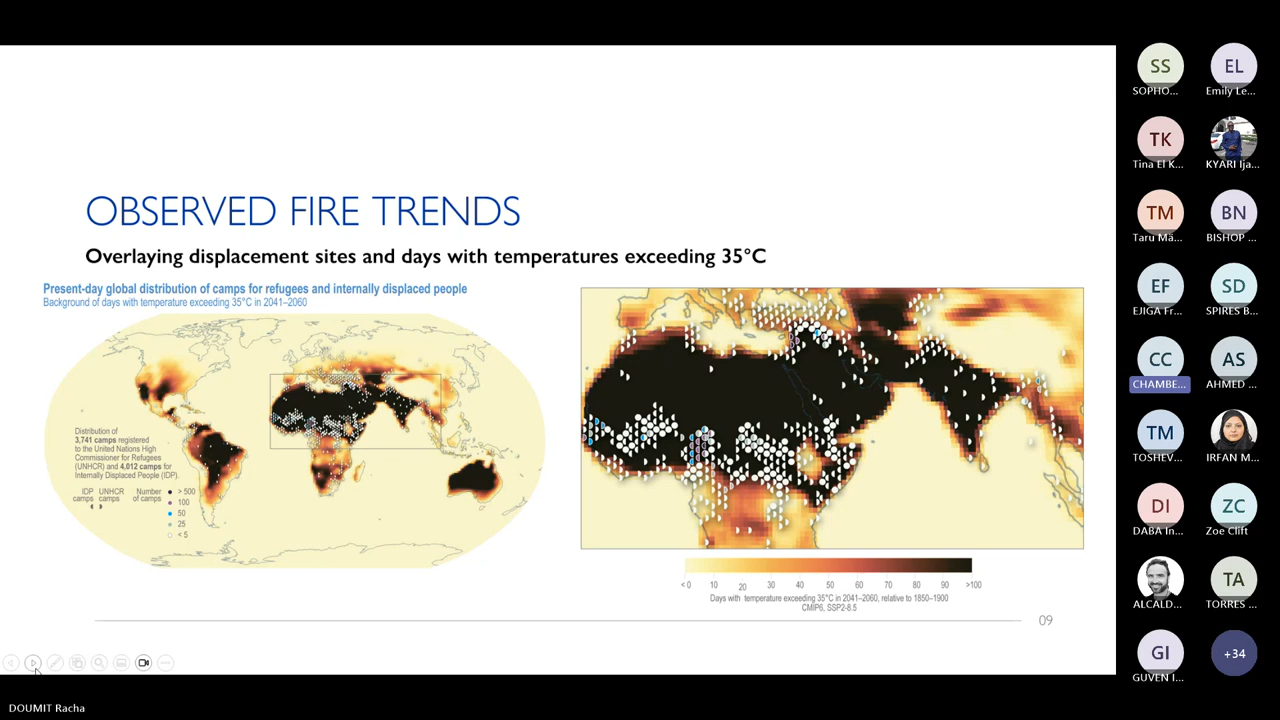 OBSERVED FIRE TRENDS
Overlaying displacement sites and days with temperatures exceeding 35°C
Present-day global distribution of camps for refugees and internally displaced people
Background of days with temperature exceeding 35°C in 2041–2060
Distribution of
3,741 camps registered
to the United Nations High
Commissioner for Refugees
(UNHCR) and 4,012 camps for
Internally Displaced People (IDP).
IDP camps
UNHCR camps
Number of camps
> 500
100
50
25
< 5
< 0 10 20 30 40 50 60 70 80 90 >100
Days with temperature exceeding 35°C in 2041–2060, relative to 1850–1900
CMIP6, SSP2-8.5
09
DOUMIT Racha
SS
SOPHO...
EL
Emily Le...
TK
Tina El K...
KYARI Ija...
TM
Taru Mä...
BN
BISHOP ...
EF
EJIGA Fr...
SD
SPIRES B...
CC
CHAMBE...
AS
AHMED ...
TM
TOSHEV...
IRFAN M...
DI
DABA In...
ZC
Zoe Clift
ALCALD...
TA
TORRES ...
GI
GUVEN I...
+34